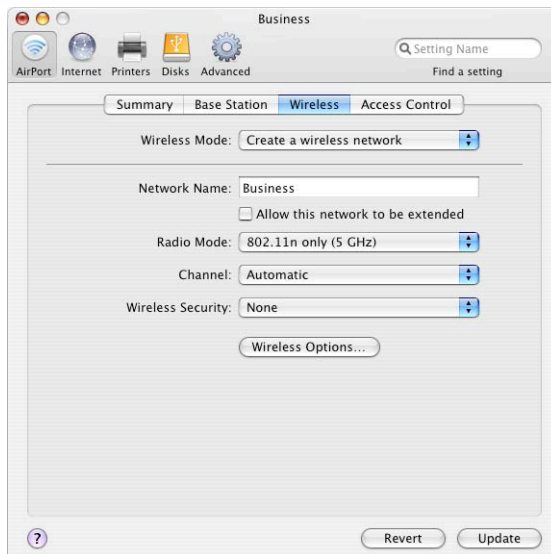 Business
Setting Name
AirPort Internet Printers Disks Advanced Find a setting
Summary Base Station Wireless Access Control
Wireless Mode: Create a wireless network
Network Name: Business
Allow this network to be extended
Radio Mode: 802.11n only (5 GHz)
Channel: Automatic
Wireless Security: None
Wireless Options...
? Revert Update